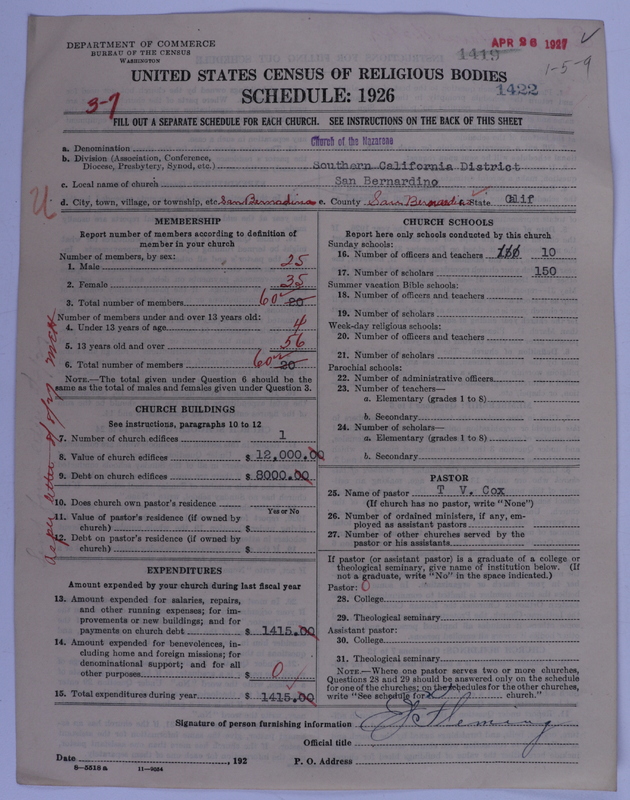 DEPARTMENT OF COMMERCE
BUREAU OF THE CENSUS
WASHINGTON
APR 26 1927
1419
1-5-9
UNITED STATES CENSUS OF RELIGIOUS BODIES
SCHEDULE: 1926
1422
3-7
FILL OUT A SEPARATE SCHEDULE FOR EACH CHURCH. SEE INSTRUCTIONS ON THE BACK OF THIS SHEET
a. Denomination Church of the Nazarene
b. Division (Association, Conference,
Diocese, Presbytery, Synod, etc.) Southern California District
c. Local name of church San Bernardino
d. City, town, village, or township, etc. San Bernardino e. County San Bernardino State Clif
U
MEMBERSHIP
Report number of members according to definition of
member in your church
Number of members, by sex:
1. Male 25
2. Female 35
3. Total number of members 60 20
Number of members under and over 13 years old:
4. Under 13 years of age 4
5. 13 years old and over 56
6. Total number of members 60 20
NOTE.—The total given under Question 6 should be the
same as the total of males and females given under Question 3.
as per letter
CHURCH BUILDINGS
See instructions, paragraphs 10 to 12
7. Number of church edifices 1
8. Value of church edifices $ 12,000.00
9. Debt on church edifices $ 8000.00
10. Does church own pastor's residence
Yes or No
11. Value of pastor's residence (if owned by
church) $
12. Debt on pastor's residence (if owned by
church) $
EXPENDITURES
Amount expended by your church during last fiscal year
13. Amount expended for salaries, repairs,
and other running expenses; for im-
provements or new buildings; and for
payments on church debt $ 1415.00
14. Amount expended for benevolences, in-
cluding home and foreign missions; for
denominational support; and for all
other purposes $ 0
15. Total expenditures during year $ 1415.00
CHURCH SCHOOLS
Report here only schools conducted by this church
Sunday schools:
16. Number of officers and teachers 10
17. Number of scholars 150
Summer vacation Bible schools:
18. Number of officers and teachers
19. Number of scholars
Week-day religious schools:
20. Number of officers and teachers
21. Number of scholars
Parochial schools:
22. Number of administrative officers
23. Number of teachers—
a. Elementary (grades 1 to 8)
b. Secondary
24. Number of scholars—
a. Elementary (grades 1 to 8)
b. Secondary
PASTOR
25. Name of pastor T V. Cox
(If church has no pastor, write "None")
26. Number of ordained ministers, if any, em-
ployed as assistant pastors
27. Number of other churches served by the
pastor or his assistants
If pastor (or assistant pastor) is a graduate of a college or
theological seminary, give name of institution below. (If
not a graduate, write "No" in the space indicated.)
Pastor: 0
28. College
29. Theological seminary
Assistant pastor:
30. College
31. Theological seminary
NOTE.—Where one pastor serves two or more churches,
Questions 28 and 29 should be answered only on the schedule
for one of the churches; on the schedules for the other churches,
write "See schedule for church."
Signature of person furnishing information Fleming
Official title
Date , 192 P. O. Address
8—5518 a 11—9054